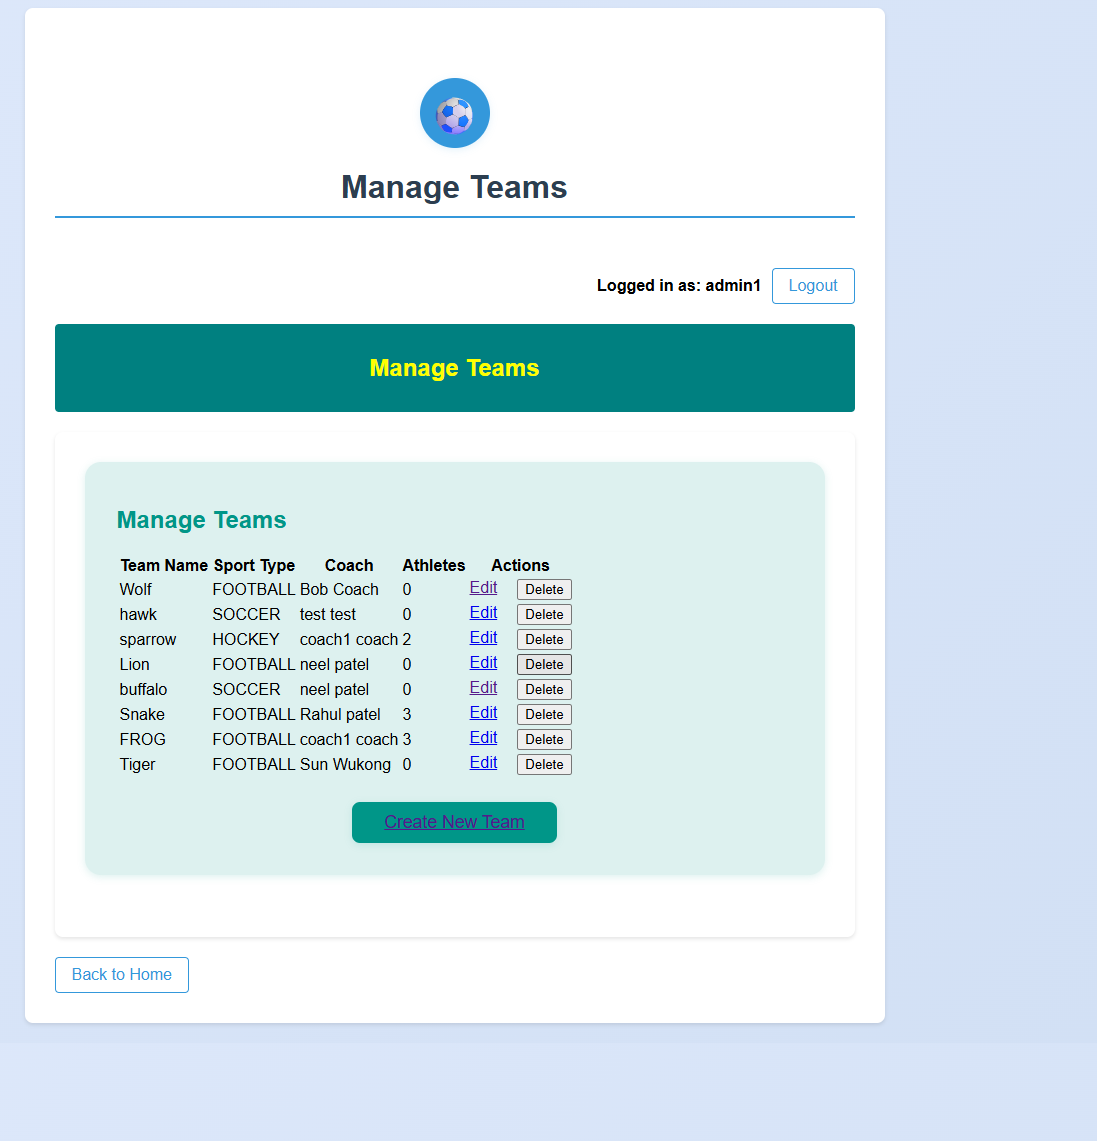 Manage Teams
Logged in as: admin1 Logout
Manage Teams
Manage Teams
Team Name Sport Type Coach Athletes Actions
Wolf FOOTBALL Bob Coach 0 Edit Delete
hawk SOCCER test test 0 Edit Delete
sparrow HOCKEY coach1 coach 2 Edit Delete
Lion FOOTBALL neel patel 0 Edit Delete
buffalo SOCCER neel patel 0 Edit Delete
Snake FOOTBALL Rahul patel 3 Edit Delete
FROG FOOTBALL coach1 coach 3 Edit Delete
Tiger FOOTBALL Sun Wukong 0 Edit Delete
Create New Team
Back to Home